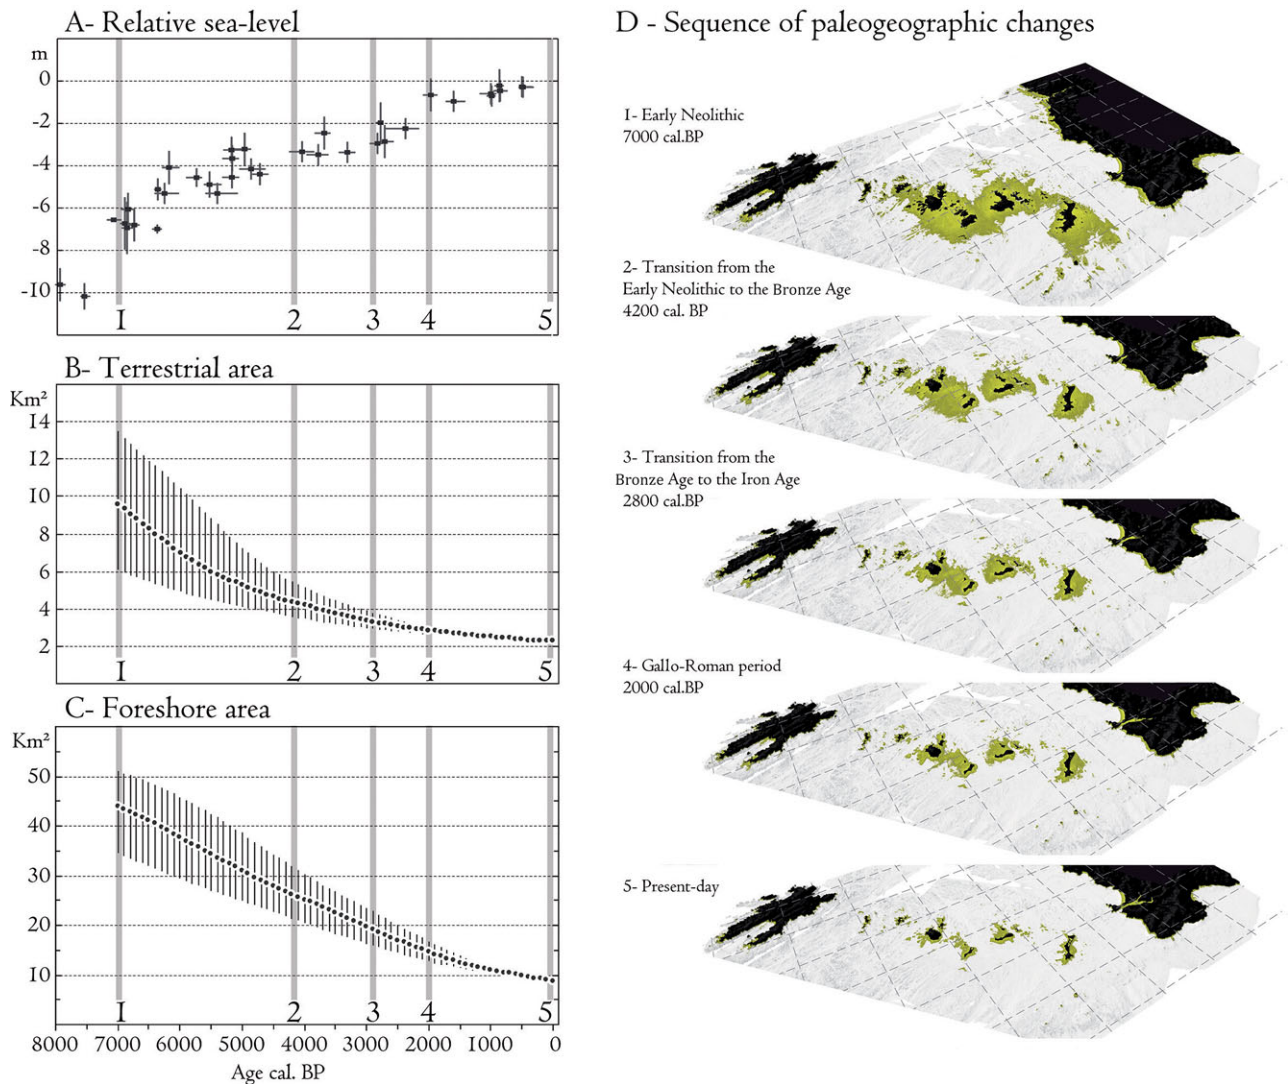 A- Relative sea-level
m
0
-2
-4
-6
-8
-10
1 2 3 4 5
B- Terrestrial area
Km²
14
12
10
8
6
4
2
1 2 3 4 5
C- Foreshore area
Km²
50
40
30
20
10
1 2 3 4 5
8000 7000 6000 5000 4000 3000 2000 1000 0
Age cal. BP
D - Sequence of paleogeographic changes
1- Early Neolithic
7000 cal.BP
2- Transition from the
Early Neolithic to the Bronze Age
4200 cal. BP
3- Transition from the
Bronze Age to the Iron Age
2800 cal.BP
4- Gallo-Roman period
2000 cal.BP
5- Present-day